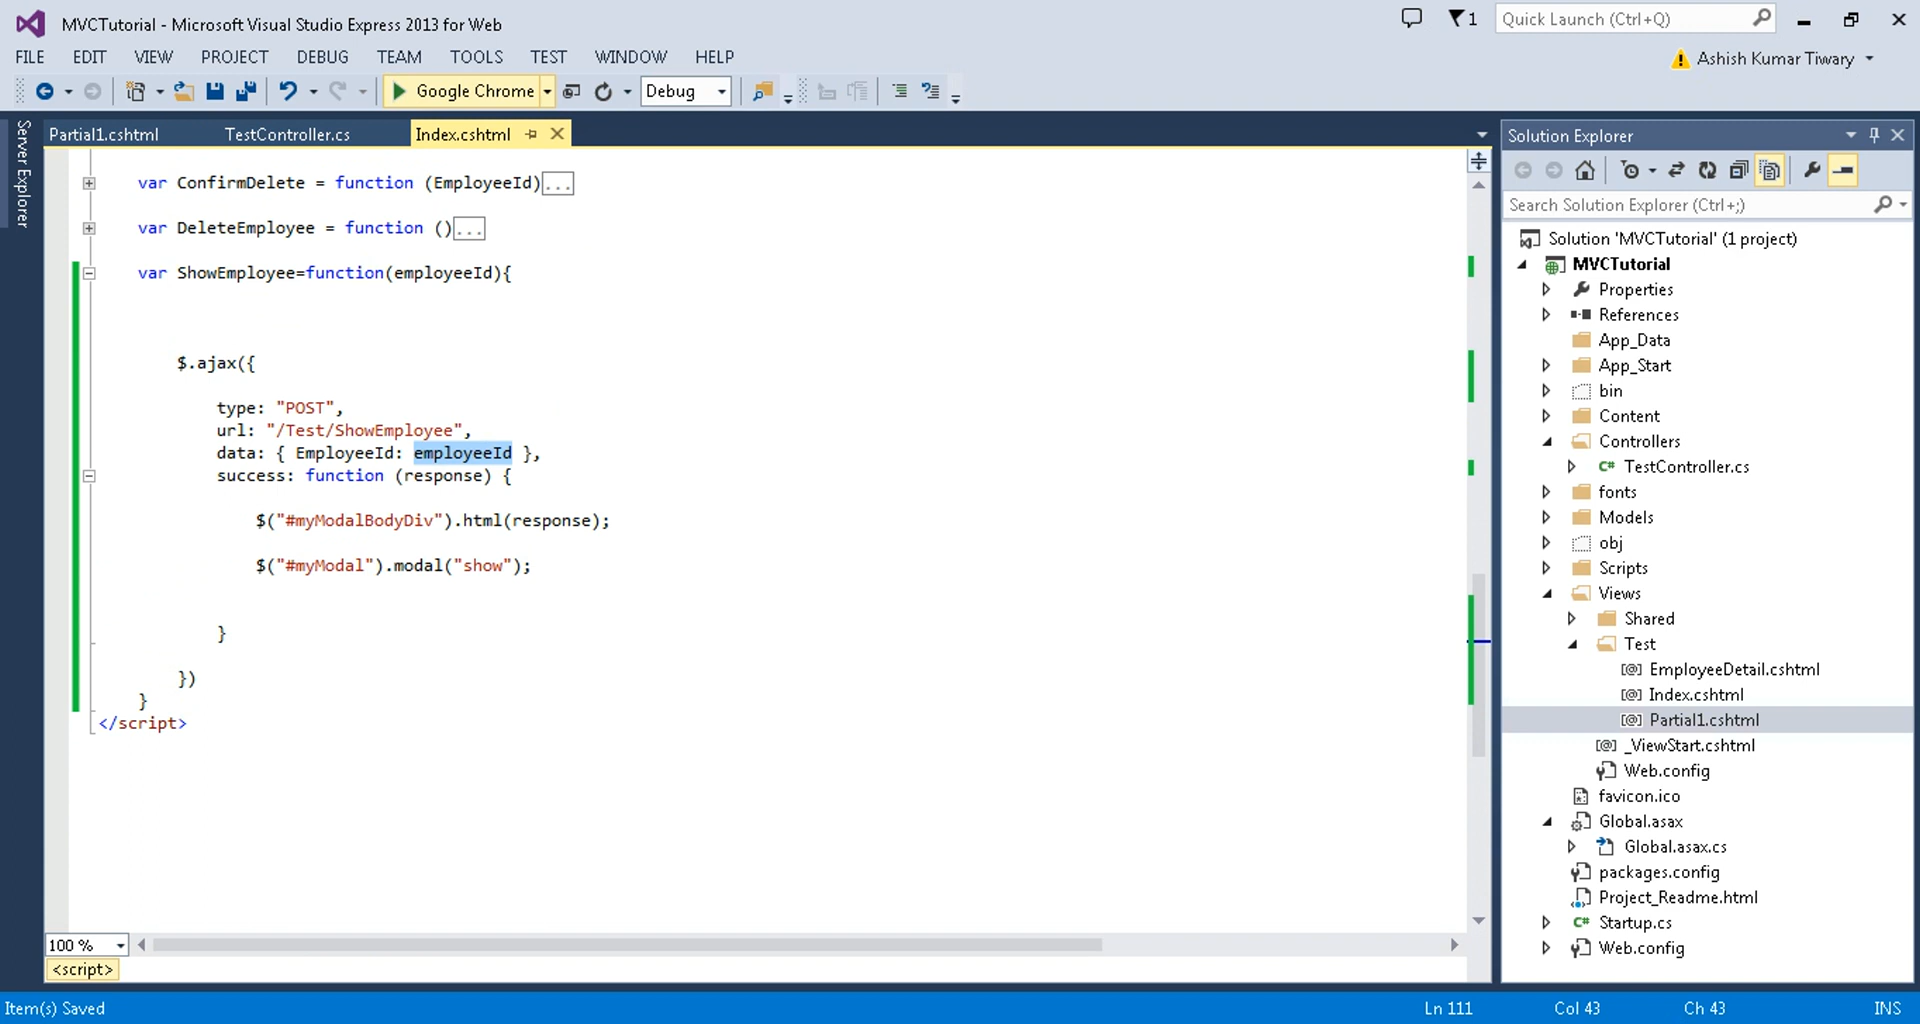 MVCTutorial - Microsoft Visual Studio Express 2013 for Web
1
Quick Launch (Ctrl+Q)
FILE EDIT VIEW PROJECT DEBUG TEAM TOOLS TEST WINDOW HELP
Ashish Kumar Tiwary
Google Chrome
Debug
Server Explorer
Partial1.cshtml TestController.cs Index.cshtml
var ConfirmDelete = function (EmployeeId)...
var DeleteEmployee = function ()...
var ShowEmployee=function(employeeId){
$.ajax({
type: "POST",
url: "/Test/ShowEmployee",
data: { EmployeeId: employeeId },
success: function (response) {
$("#myModalBodyDiv").html(response);
$("#myModal").modal("show");
}
})
}
</script>
100 %
<script>
Solution Explorer
Search Solution Explorer (Ctrl+;)
Solution 'MVCTutorial' (1 project)
MVCTutorial
Properties
References
App_Data
App_Start
bin
Content
Controllers
C# TestController.cs
fonts
Models
obj
Scripts
Views
Shared
Test
[@] EmployeeDetail.cshtml
[@] Index.cshtml
[@] Partial1.cshtml
[@] _ViewStart.cshtml
Web.config
favicon.ico
Global.asax
Global.asax.cs
packages.config
Project_Readme.html
C# Startup.cs
Web.config
Item(s) Saved
Ln 111 Col 43 Ch 43 INS